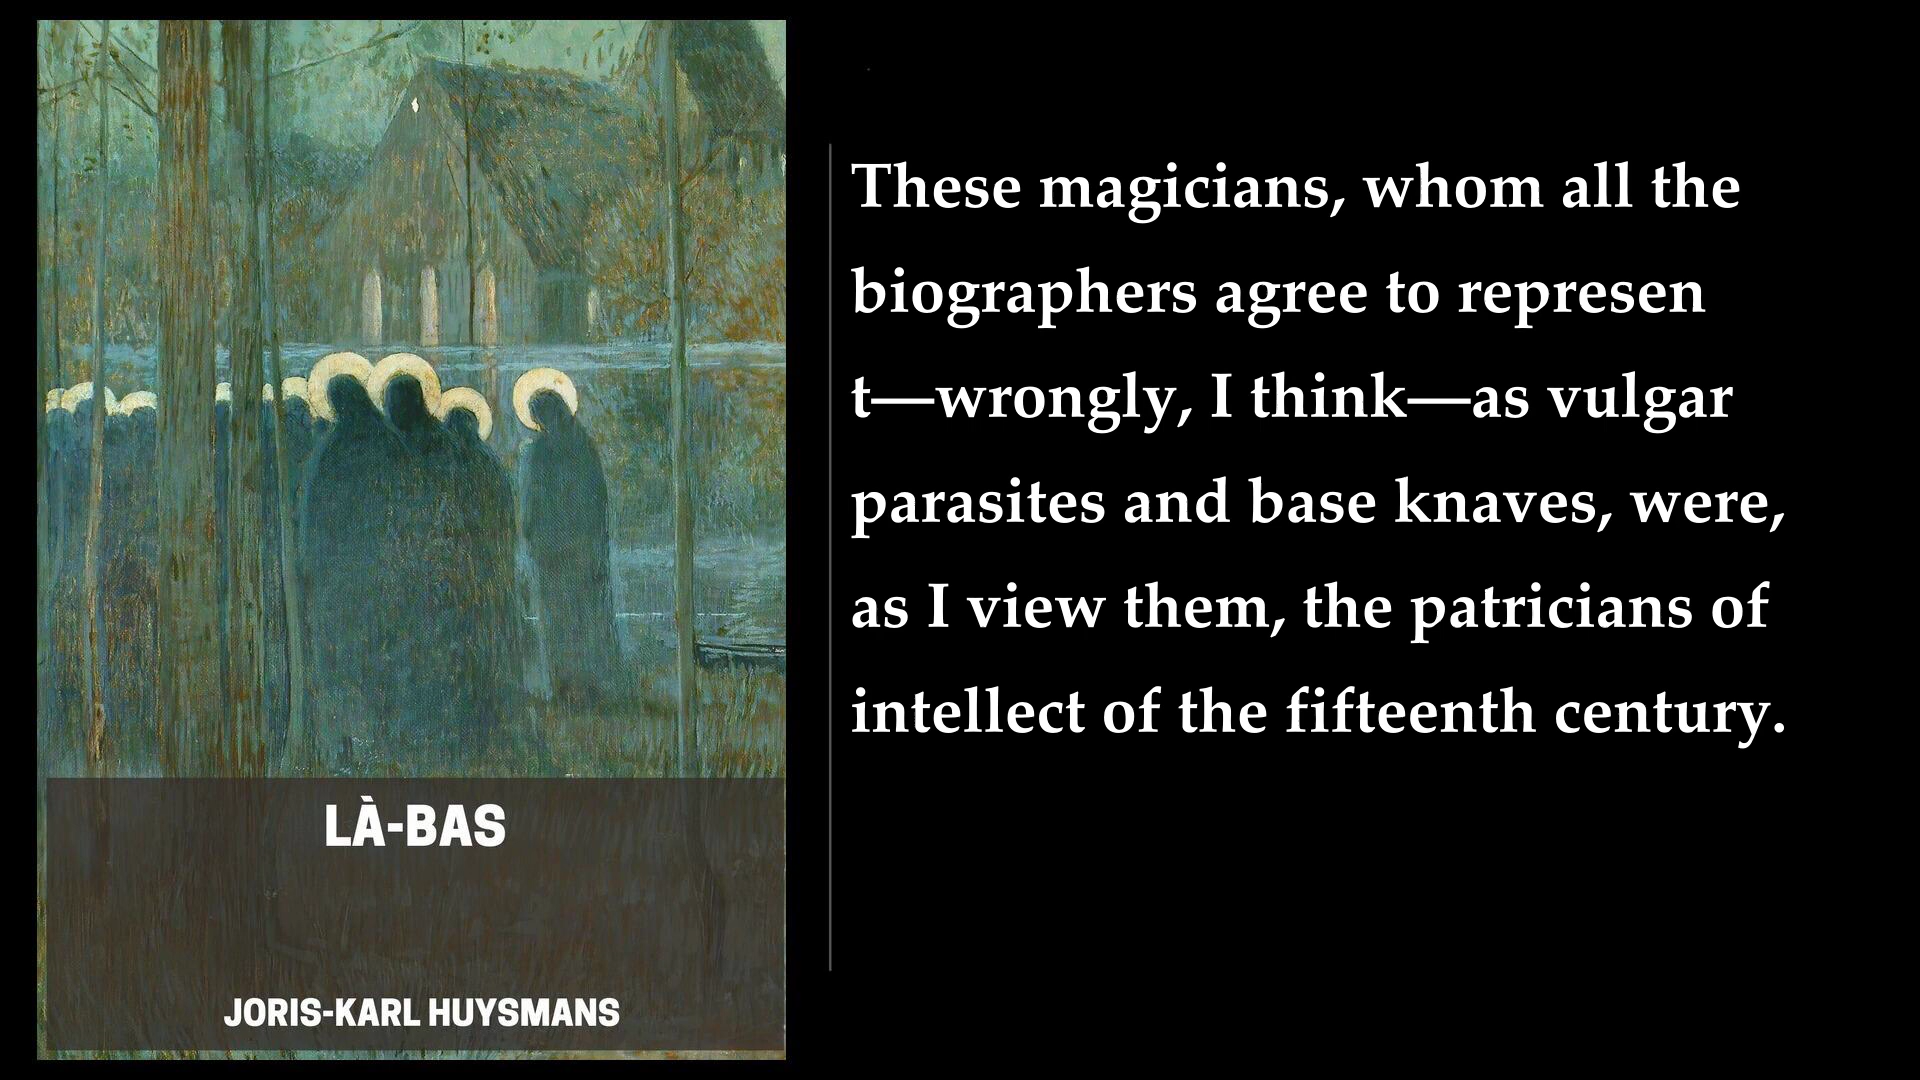 LÀ-BAS
JORIS-KARL HUYSMANS
These magicians, whom all the
biographers agree to represen
t—wrongly, I think—as vulgar
parasites and base knaves, were,
as I view them, the patricians of
intellect of the fifteenth century.